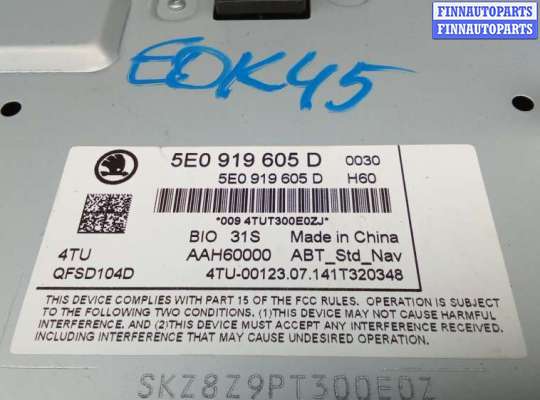 FINNAUTOPARTS
FINNAUTOPARTS
EOK45
5E0 919 605 D 0030
5E0 919 605 D H60
*009 4TUT300E0ZJ*
BIO 31S Made in China
4TU AAH60000 ABT_Std_Nav
QFSD104D 4TU-00123.07.141T320348
THIS DEVICE COMPLIES WITH PART 15 OF THE FCC RULES. OPERATION IS SUBJECT
TO THE FOLLOWING TWO CONDITIONS. (1)THIS DEVICE MAY NOT CAUSE HARMFUL
INTERFERENCE. AND (2)THIS DEVICE MUST ACCEPT ANY INTERFERENCE RECEIVED.
INCLUDING INTERFERENCE THAT MAY CAUSE UNDESIRED OPERATION.
SKZ8Z9PT300E0Z